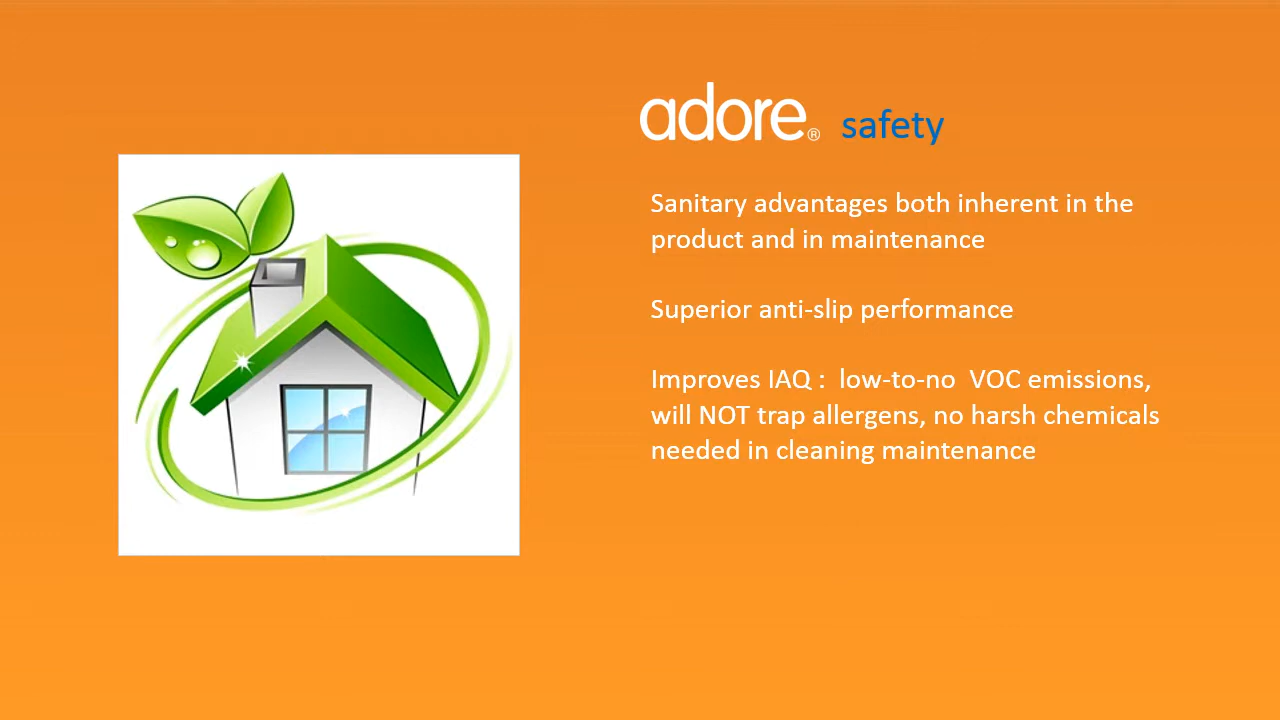 adore® safety
Sanitary advantages both inherent in the
product and in maintenance
Superior anti-slip performance
Improves IAQ :  low-to-no  VOC emissions,
will NOT trap allergens, no harsh chemicals
needed in cleaning maintenance